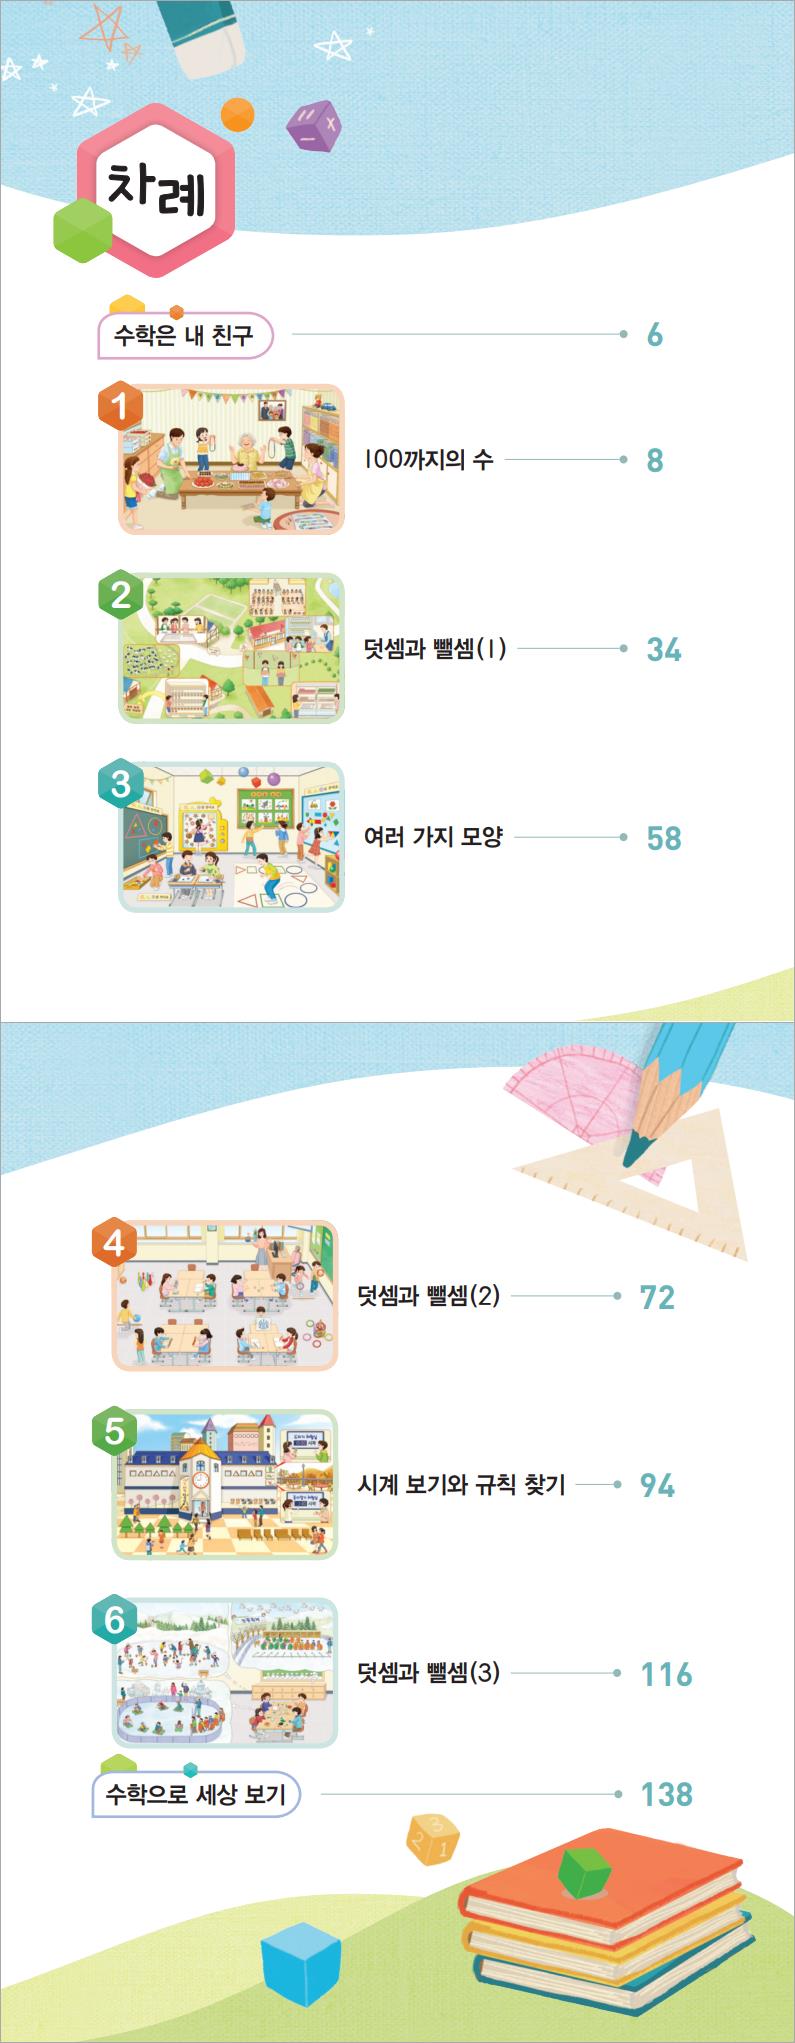 차례
수학은 내 친구 6
1 100까지의 수 8
2 덧셈과 뺄셈(1) 34
3 여러 가지 모양 58
4 덧셈과 뺄셈(2) 72
5 시계 보기와 규칙 찾기 94
6 덧셈과 뺄셈(3) 116
수학으로 세상 보기 138
3
2 1